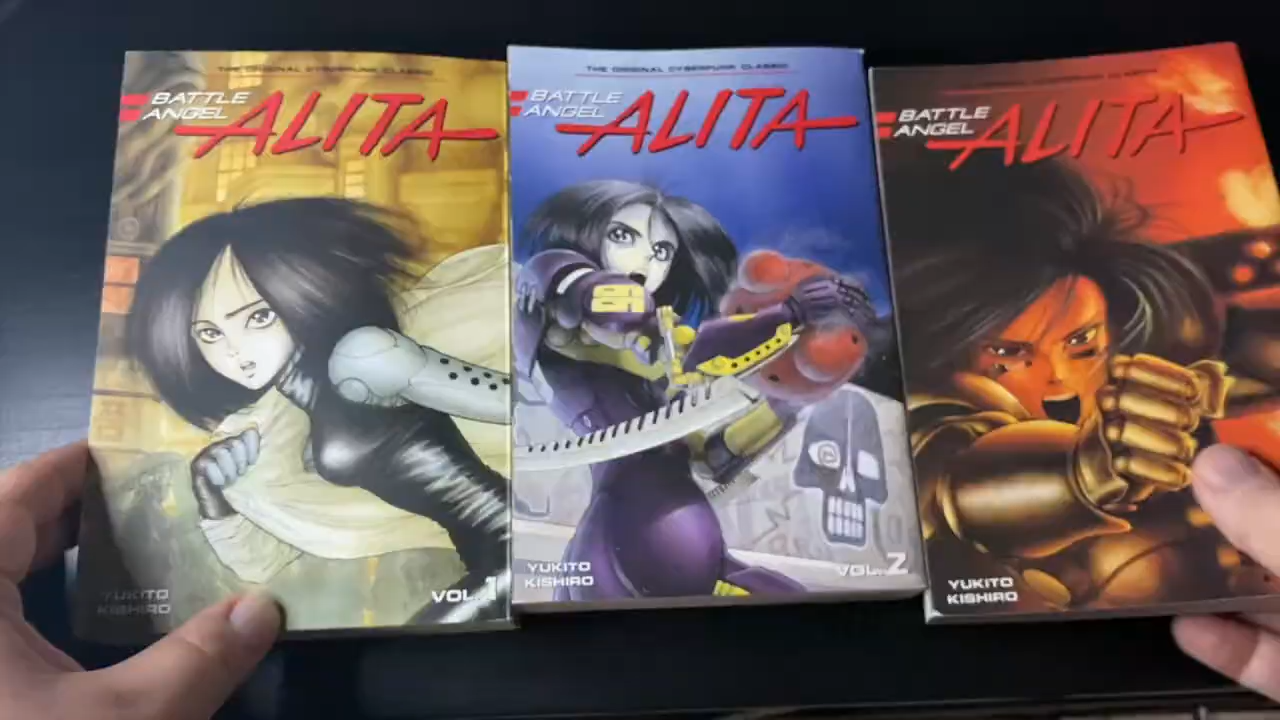 THE ORIGINAL CYBERPUNK CLASSIC
BATTLE
ANGEL
ALITA
YUKITO
KISHIRO
VOL. 1
THE ORIGINAL CYBERPUNK CLASSIC
BATTLE
ANGEL
ALITA
YUKITO
KISHIRO
VOL. 2
BATTLE
ANGEL
ALITA
YUKITO
KISHIRO